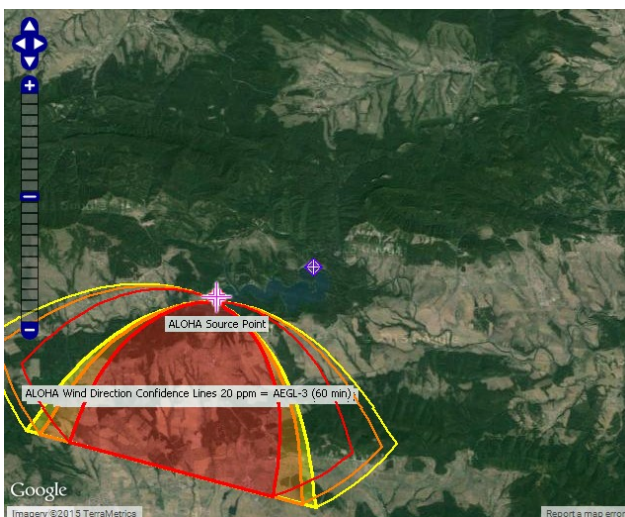 ALOHA Source Point
ALOHA Wind Direction Confidence Lines 20 ppm = AEGL-3 (60 min)
Google
Imagery ©2015 TerraMetrics
Report a map error